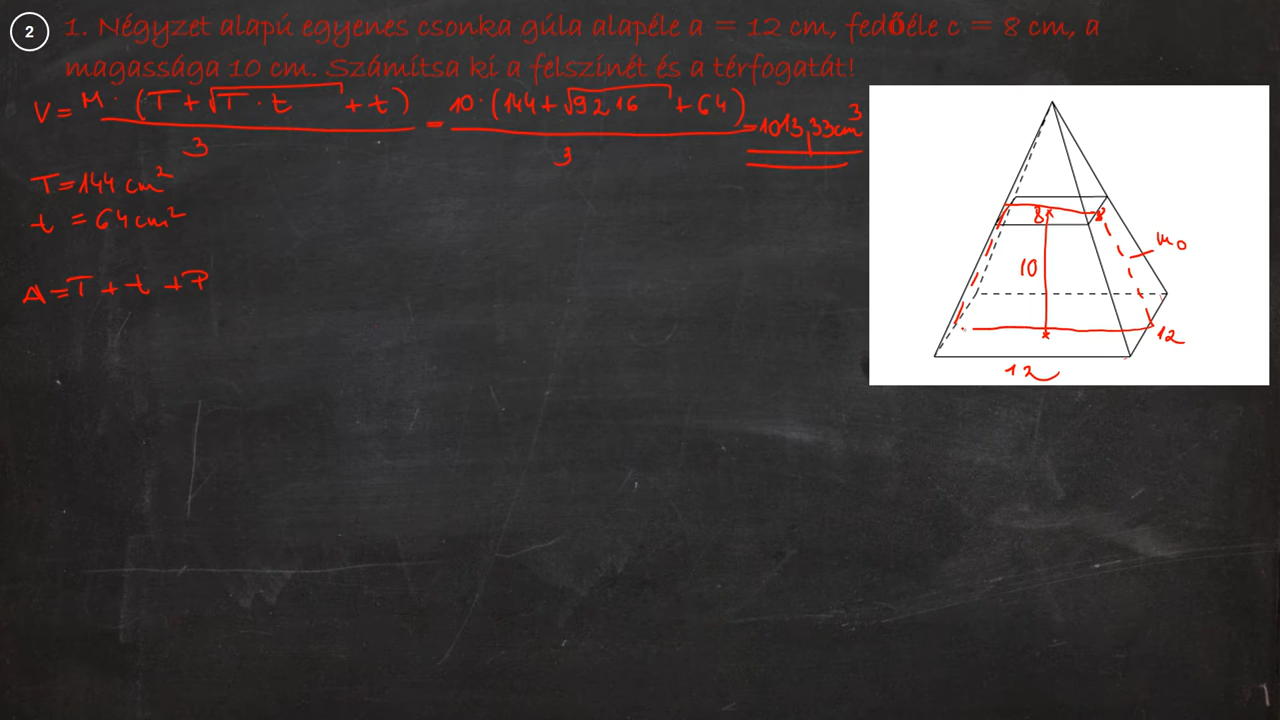 2
1. Négyzet alapú egyenes csonka gúla alapéle a = 12 cm, fedőéle c = 8 cm, a
magassága 10 cm. Számítsa ki a felszínét és a térfogatát!
V = M · (T + √T · t + t) / 3 = 10 · (144 + √9216 + 64) / 3 = 1013,33 cm³
T = 144 cm²
t = 64 cm²
A = T + t + P
8 8
10
m₀
12
12
1